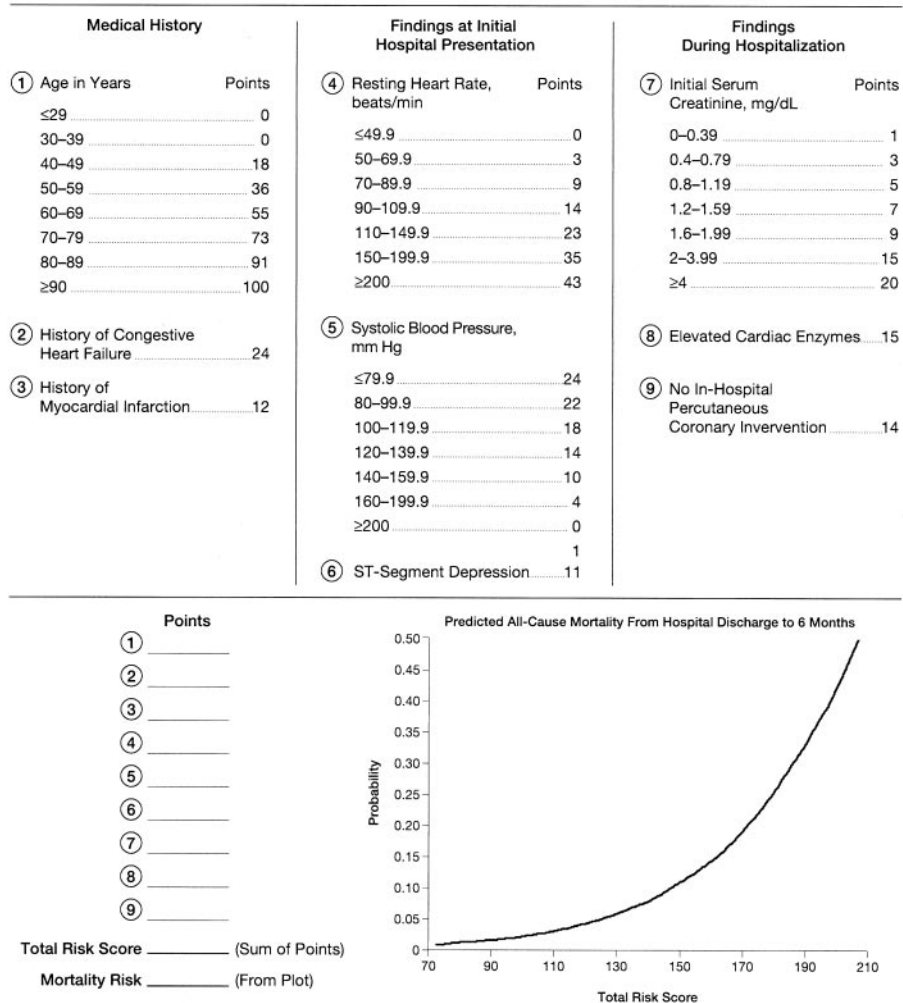 Medical History
① Age in Years Points
≤29 0
30–39 0
40–49 18
50–59 36
60–69 55
70–79 73
80–89 91
≥90 100
② History of Congestive
Heart Failure 24
③ History of
Myocardial Infarction 12
Findings at Initial
Hospital Presentation
④ Resting Heart Rate, Points
beats/min
≤49.9 0
50–69.9 3
70–89.9 9
90–109.9 14
110–149.9 23
150–199.9 35
≥200 43
⑤ Systolic Blood Pressure,
mm Hg
≤79.9 24
80–99.9 22
100–119.9 18
120–139.9 14
140–159.9 10
160–199.9 4
≥200 0
1
⑥ ST-Segment Depression 11
Findings
During Hospitalization
⑦ Initial Serum Points
Creatinine, mg/dL
0–0.39 1
0.4–0.79 3
0.8–1.19 5
1.2–1.59 7
1.6–1.99 9
2–3.99 15
≥4 20
⑧ Elevated Cardiac Enzymes 15
⑨ No In-Hospital
Percutaneous
Coronary Invervention 14
Points
①
②
③
④
⑤
⑥
⑦
⑧
⑨
Total Risk Score (Sum of Points)
Mortality Risk (From Plot)
Predicted All-Cause Mortality From Hospital Discharge to 6 Months
0.50
0.45
0.40
0.35
0.30
0.25
0.20
0.15
0.10
0.05
0
Probability
70 90 110 130 150 170 190 210
Total Risk Score